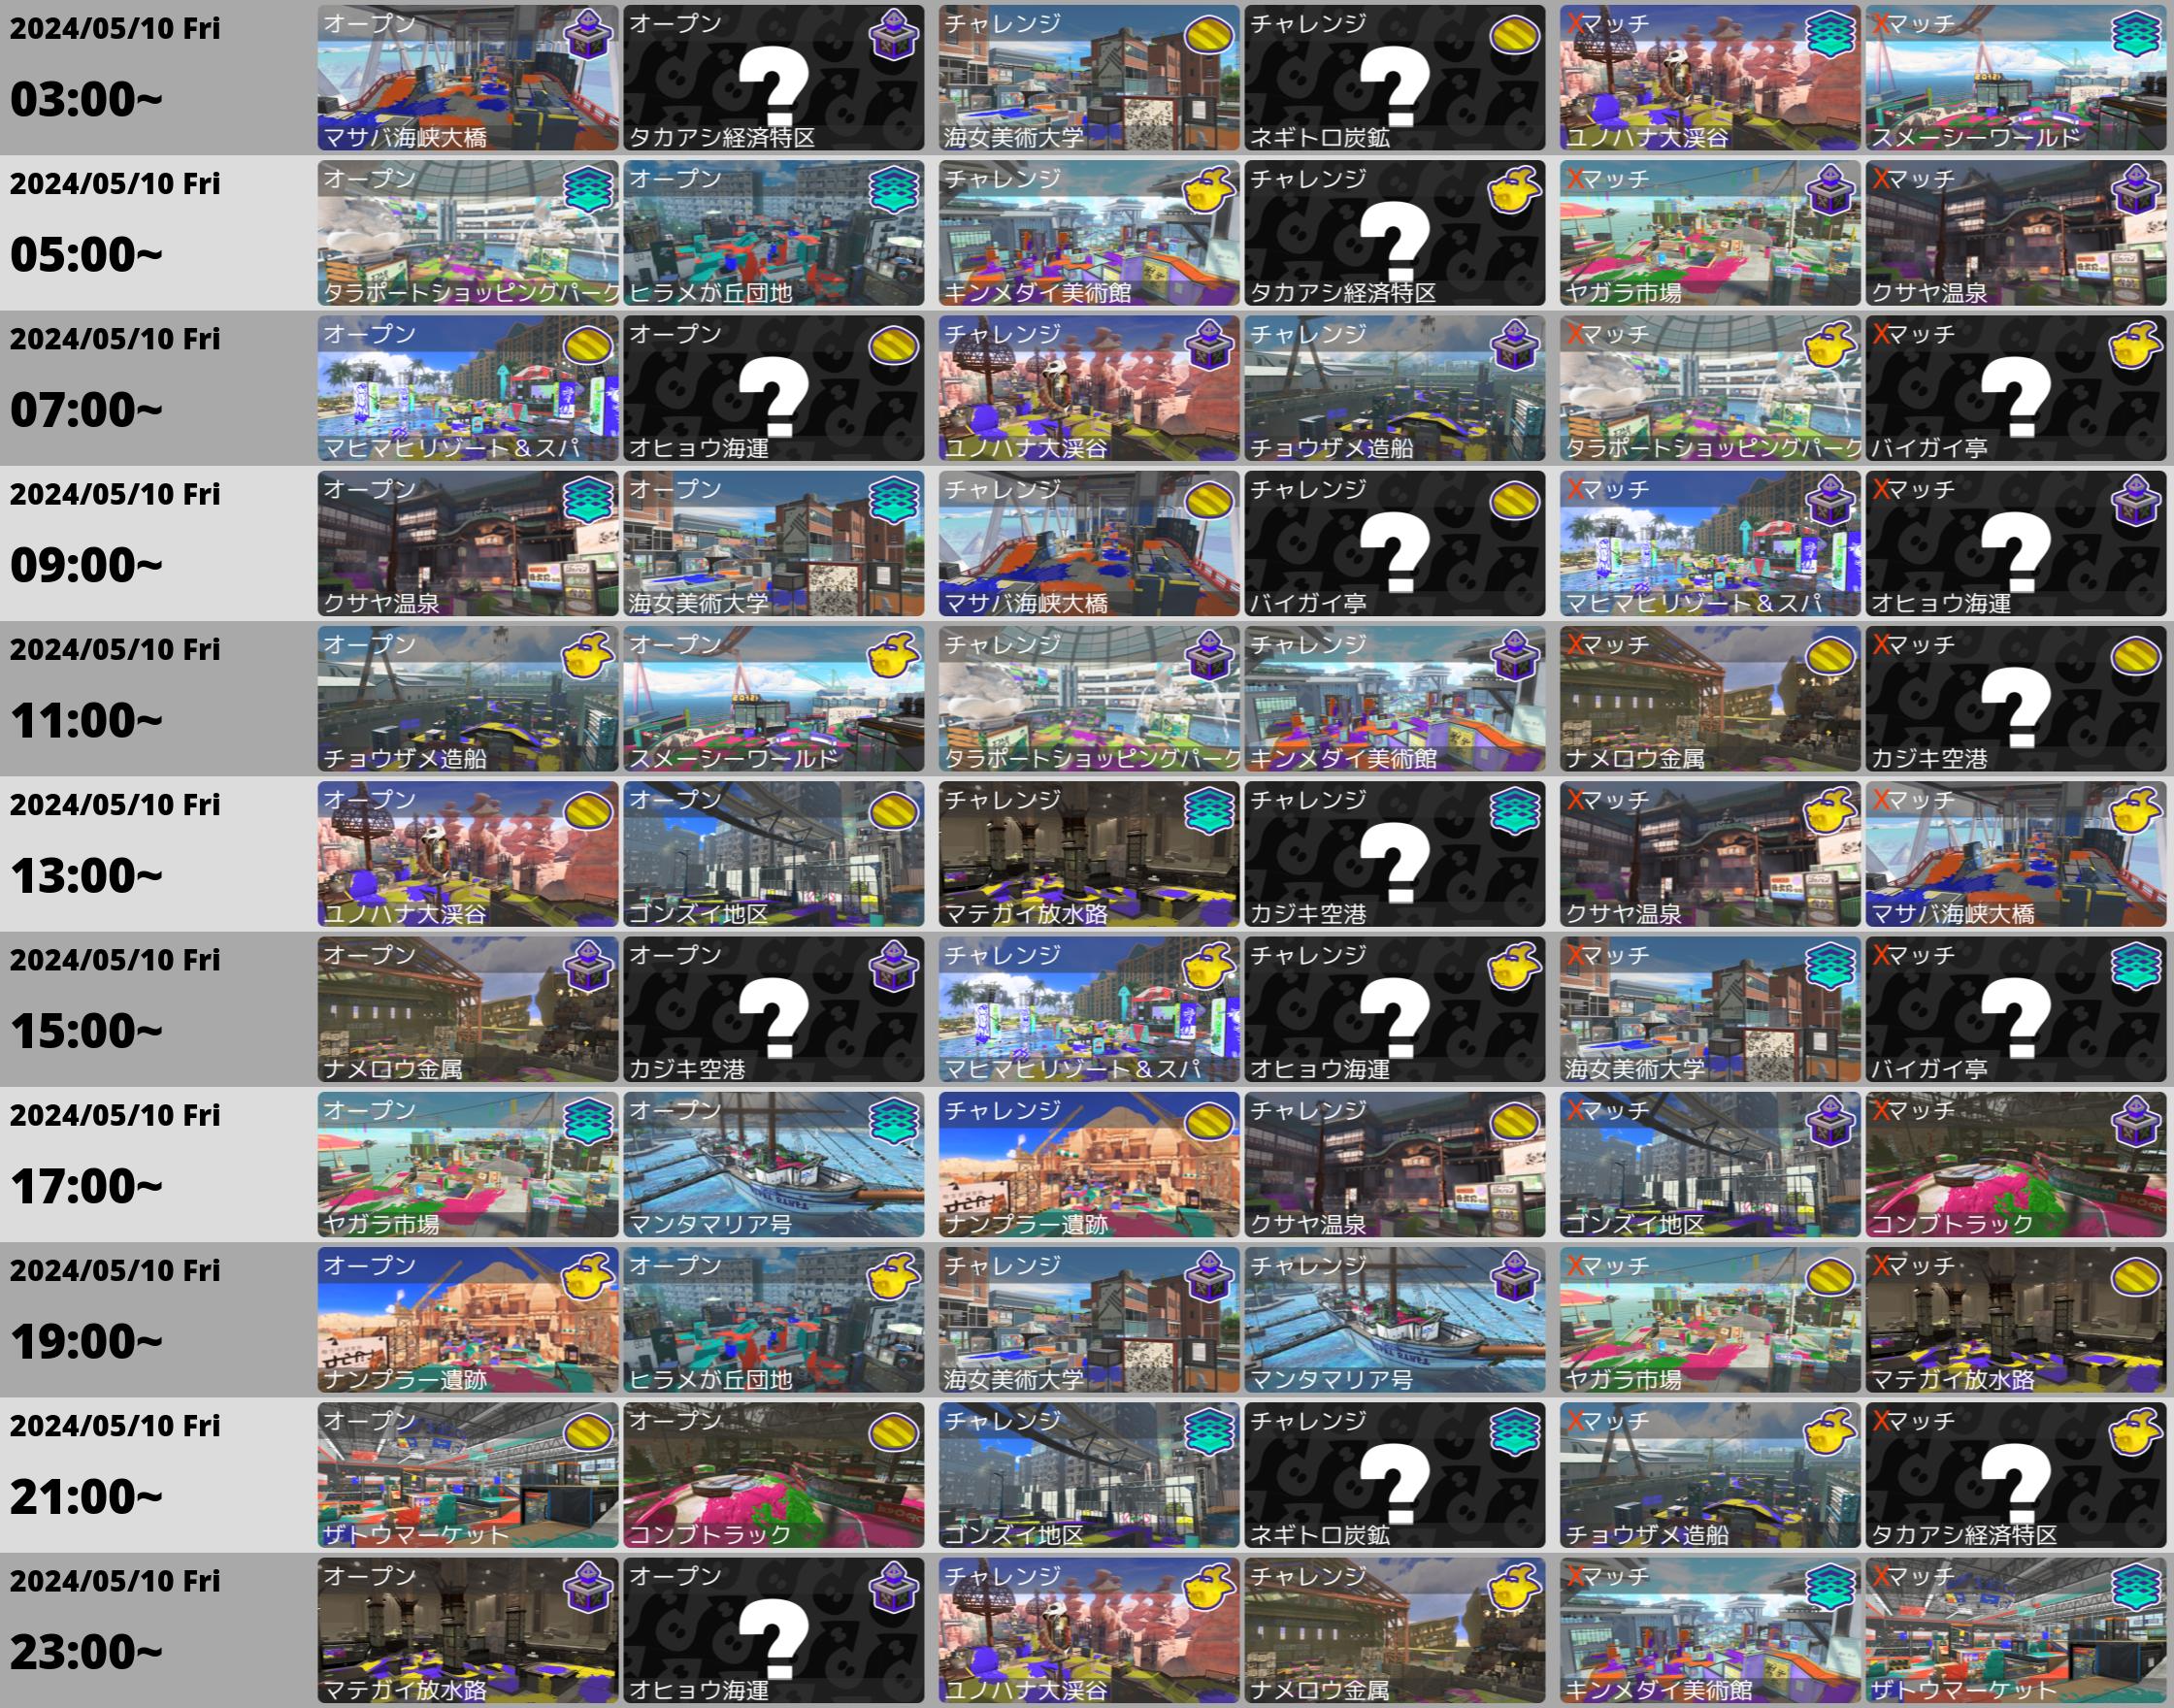 2024/05/10 Fri
03:00~
オープン
マサバ海峡大橋
オープン
?
タカアシ経済特区
チャレンジ
海女美術大学
チャレンジ
?
ネギトロ炭鉱
Xマッチ
ユノハナ大渓谷
Xマッチ
スメーシーワールド
2024/05/10 Fri
05:00~
オープン
タラポートショッピングパーク
オープン
ヒラメが丘団地
チャレンジ
キンメダイ美術館
チャレンジ
?
タカアシ経済特区
Xマッチ
ヤガラ市場
Xマッチ
クサヤ温泉
2024/05/10 Fri
07:00~
オープン
マヒマヒリゾート&スパ
オープン
?
オヒョウ海運
チャレンジ
ユノハナ大渓谷
チャレンジ
チョウザメ造船
Xマッチ
タラポートショッピングパーク
Xマッチ
?
バイガイ亭
2024/05/10 Fri
09:00~
オープン
クサヤ温泉
オープン
海女美術大学
チャレンジ
マサバ海峡大橋
チャレンジ
?
バイガイ亭
Xマッチ
マヒマヒリゾート&スパ
Xマッチ
?
オヒョウ海運
2024/05/10 Fri
11:00~
オープン
チョウザメ造船
オープン
スメーシーワールド
チャレンジ
タラポートショッピングパーク
チャレンジ
キンメダイ美術館
Xマッチ
ナメロウ金属
Xマッチ
?
カジキ空港
2024/05/10 Fri
13:00~
オープン
ユノハナ大渓谷
オープン
ゴンズイ地区
チャレンジ
マテガイ放水路
チャレンジ
?
カジキ空港
Xマッチ
クサヤ温泉
Xマッチ
マサバ海峡大橋
2024/05/10 Fri
15:00~
オープン
ナメロウ金属
オープン
?
カジキ空港
チャレンジ
マヒマヒリゾート&スパ
チャレンジ
?
オヒョウ海運
Xマッチ
海女美術大学
Xマッチ
?
バイガイ亭
2024/05/10 Fri
17:00~
オープン
ヤガラ市場
オープン
マンタマリア号
チャレンジ
ナンプラー遺跡
チャレンジ
クサヤ温泉
Xマッチ
ゴンズイ地区
Xマッチ
コンブトラック
2024/05/10 Fri
19:00~
オープン
ナンプラー遺跡
オープン
ヒラメが丘団地
チャレンジ
海女美術大学
チャレンジ
マンタマリア号
Xマッチ
ヤガラ市場
Xマッチ
マテガイ放水路
2024/05/10 Fri
21:00~
オープン
ザトウマーケット
オープン
コンブトラック
チャレンジ
ゴンズイ地区
チャレンジ
?
ネギトロ炭鉱
Xマッチ
チョウザメ造船
Xマッチ
?
タカアシ経済特区
2024/05/10 Fri
23:00~
オープン
マテガイ放水路
オープン
?
オヒョウ海運
チャレンジ
ユノハナ大渓谷
チャレンジ
ナメロウ金属
Xマッチ
キンメダイ美術館
Xマッチ
ザトウマーケット